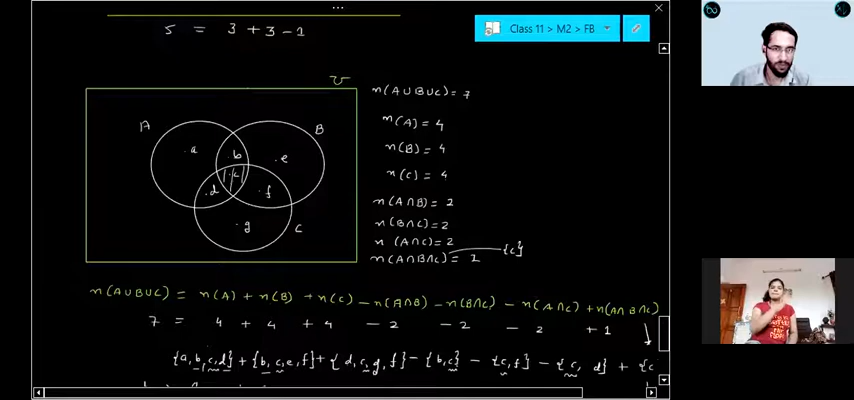 5 = 3 + 3 - 1
Class 11 > M2 > FB
U
n(A∪B∪C) = 7
A
B
n(A) = 4
a
b
e
n(B) = 4
c
n(C) = 4
d
f
n(A∩B) = 2
g
C
n(B∩C) = 2
n(A∩C) = 2
n(A∩B∩C) = 1
{c}
n(A∪B∪C) = n(A) + n(B) + n(C) - n(A∩B) - n(B∩C) - n(A∩C) + n(A∩B∩C)
7 = 4 + 4 + 4 - 2 - 2 - 2 + 1
{a, b, c, d} + {b, c, e, f} + { d, c, g, f} - {b, c} - {c, f} - {c, d} + {c